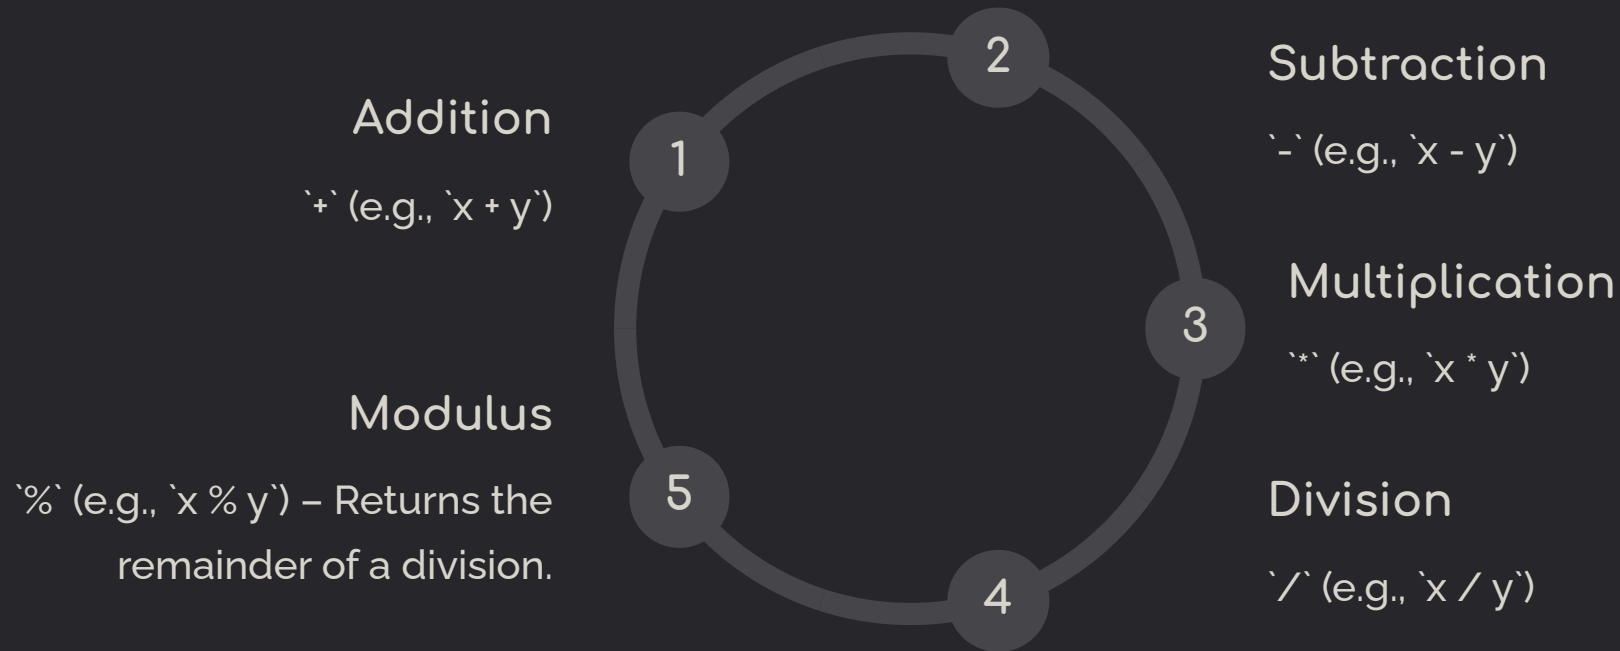 1
Addition
`+` (e.g., `x + y`)
2
Subtraction
`-` (e.g., `x - y`)
3
Multiplication
`*` (e.g., `x * y`)
4
Division
`/` (e.g., `x / y`)
5
Modulus
`%` (e.g., `x % y`) – Returns the
remainder of a division.